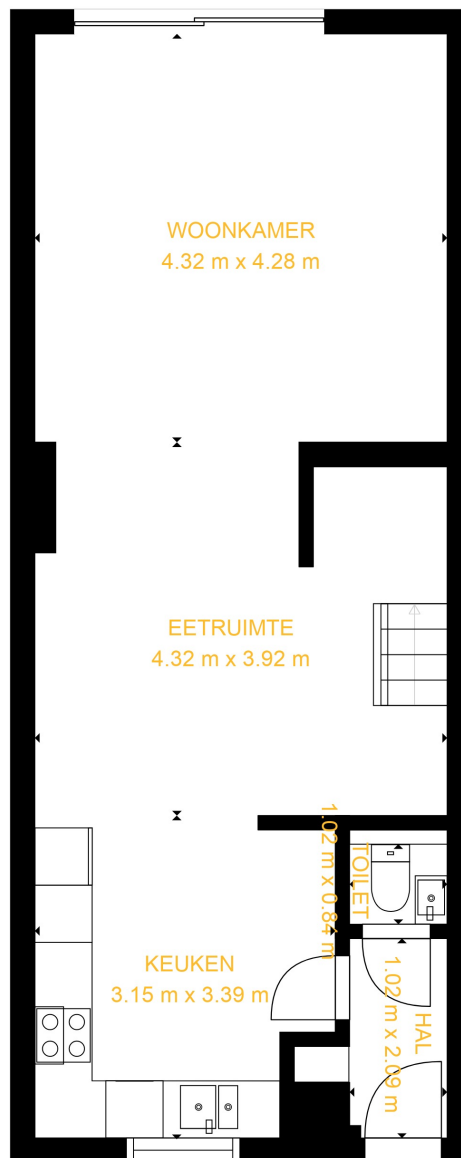 WOONKAMER
4.32 m x 4.28 m
EETRUIMTE
4.32 m x 3.92 m
TOILET
1.02 m x 0.84 m
KEUKEN
3.15 m x 3.39 m
HAL
1.02 m x 2.09 m